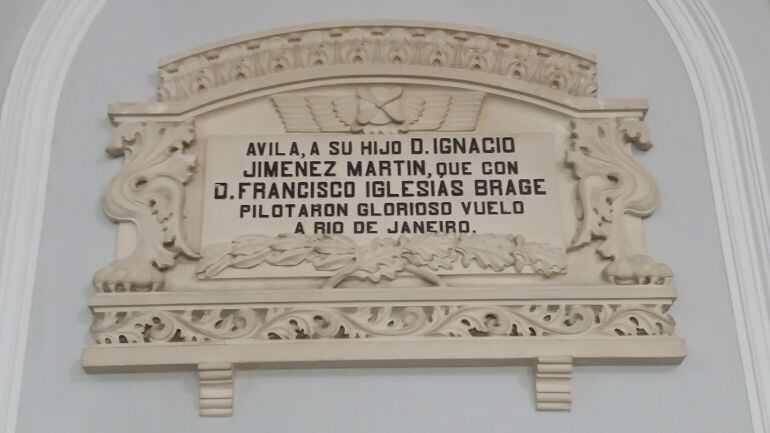 AVILA, A SU HIJO D. IGNACIO
JIMENEZ MARTIN, QUE CON
D. FRANCISCO IGLESIAS BRAGE
PILOTARON GLORIOSO VUELO
A RIO DE JANEIRO.